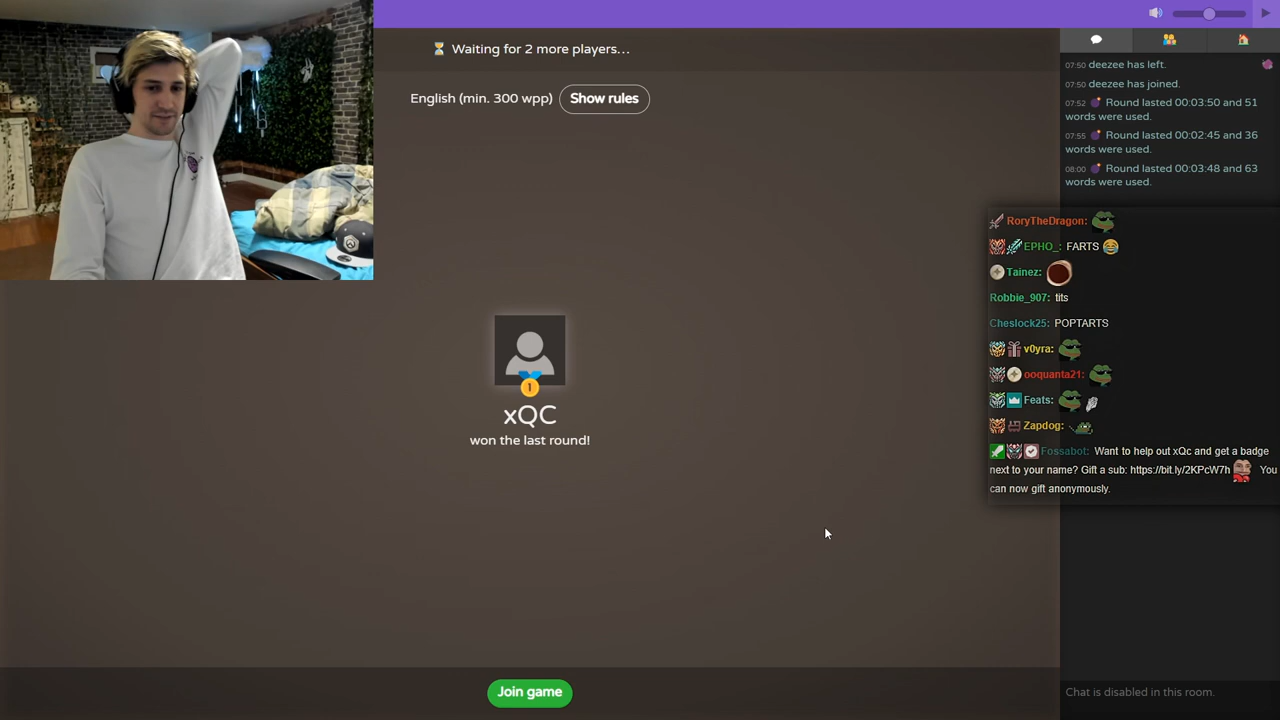 ⏳ Waiting for 2 more players…
English (min. 300 wpp) Show rules
1
xQC
won the last round!
Join game
07:50 deezee has left.
07:50 deezee has joined.
07:52 Round lasted 00:03:50 and 51
words were used.
07:55 Round lasted 00:02:45 and 36
words were used.
08:00 Round lasted 00:03:48 and 63
words were used.
RoryTheDragon:
EPHO_: FARTS 😂
Tainez:
Robbie_907: tits
Cheslock25: POPTARTS
v0yra:
ooquanta21:
Feats:
Zapdog:
Fossabot: Want to help out xQc and get a badge
next to your name? Gift a sub: https://bit.ly/2KPcW7h You
can now gift anonymously.
Chat is disabled in this room.